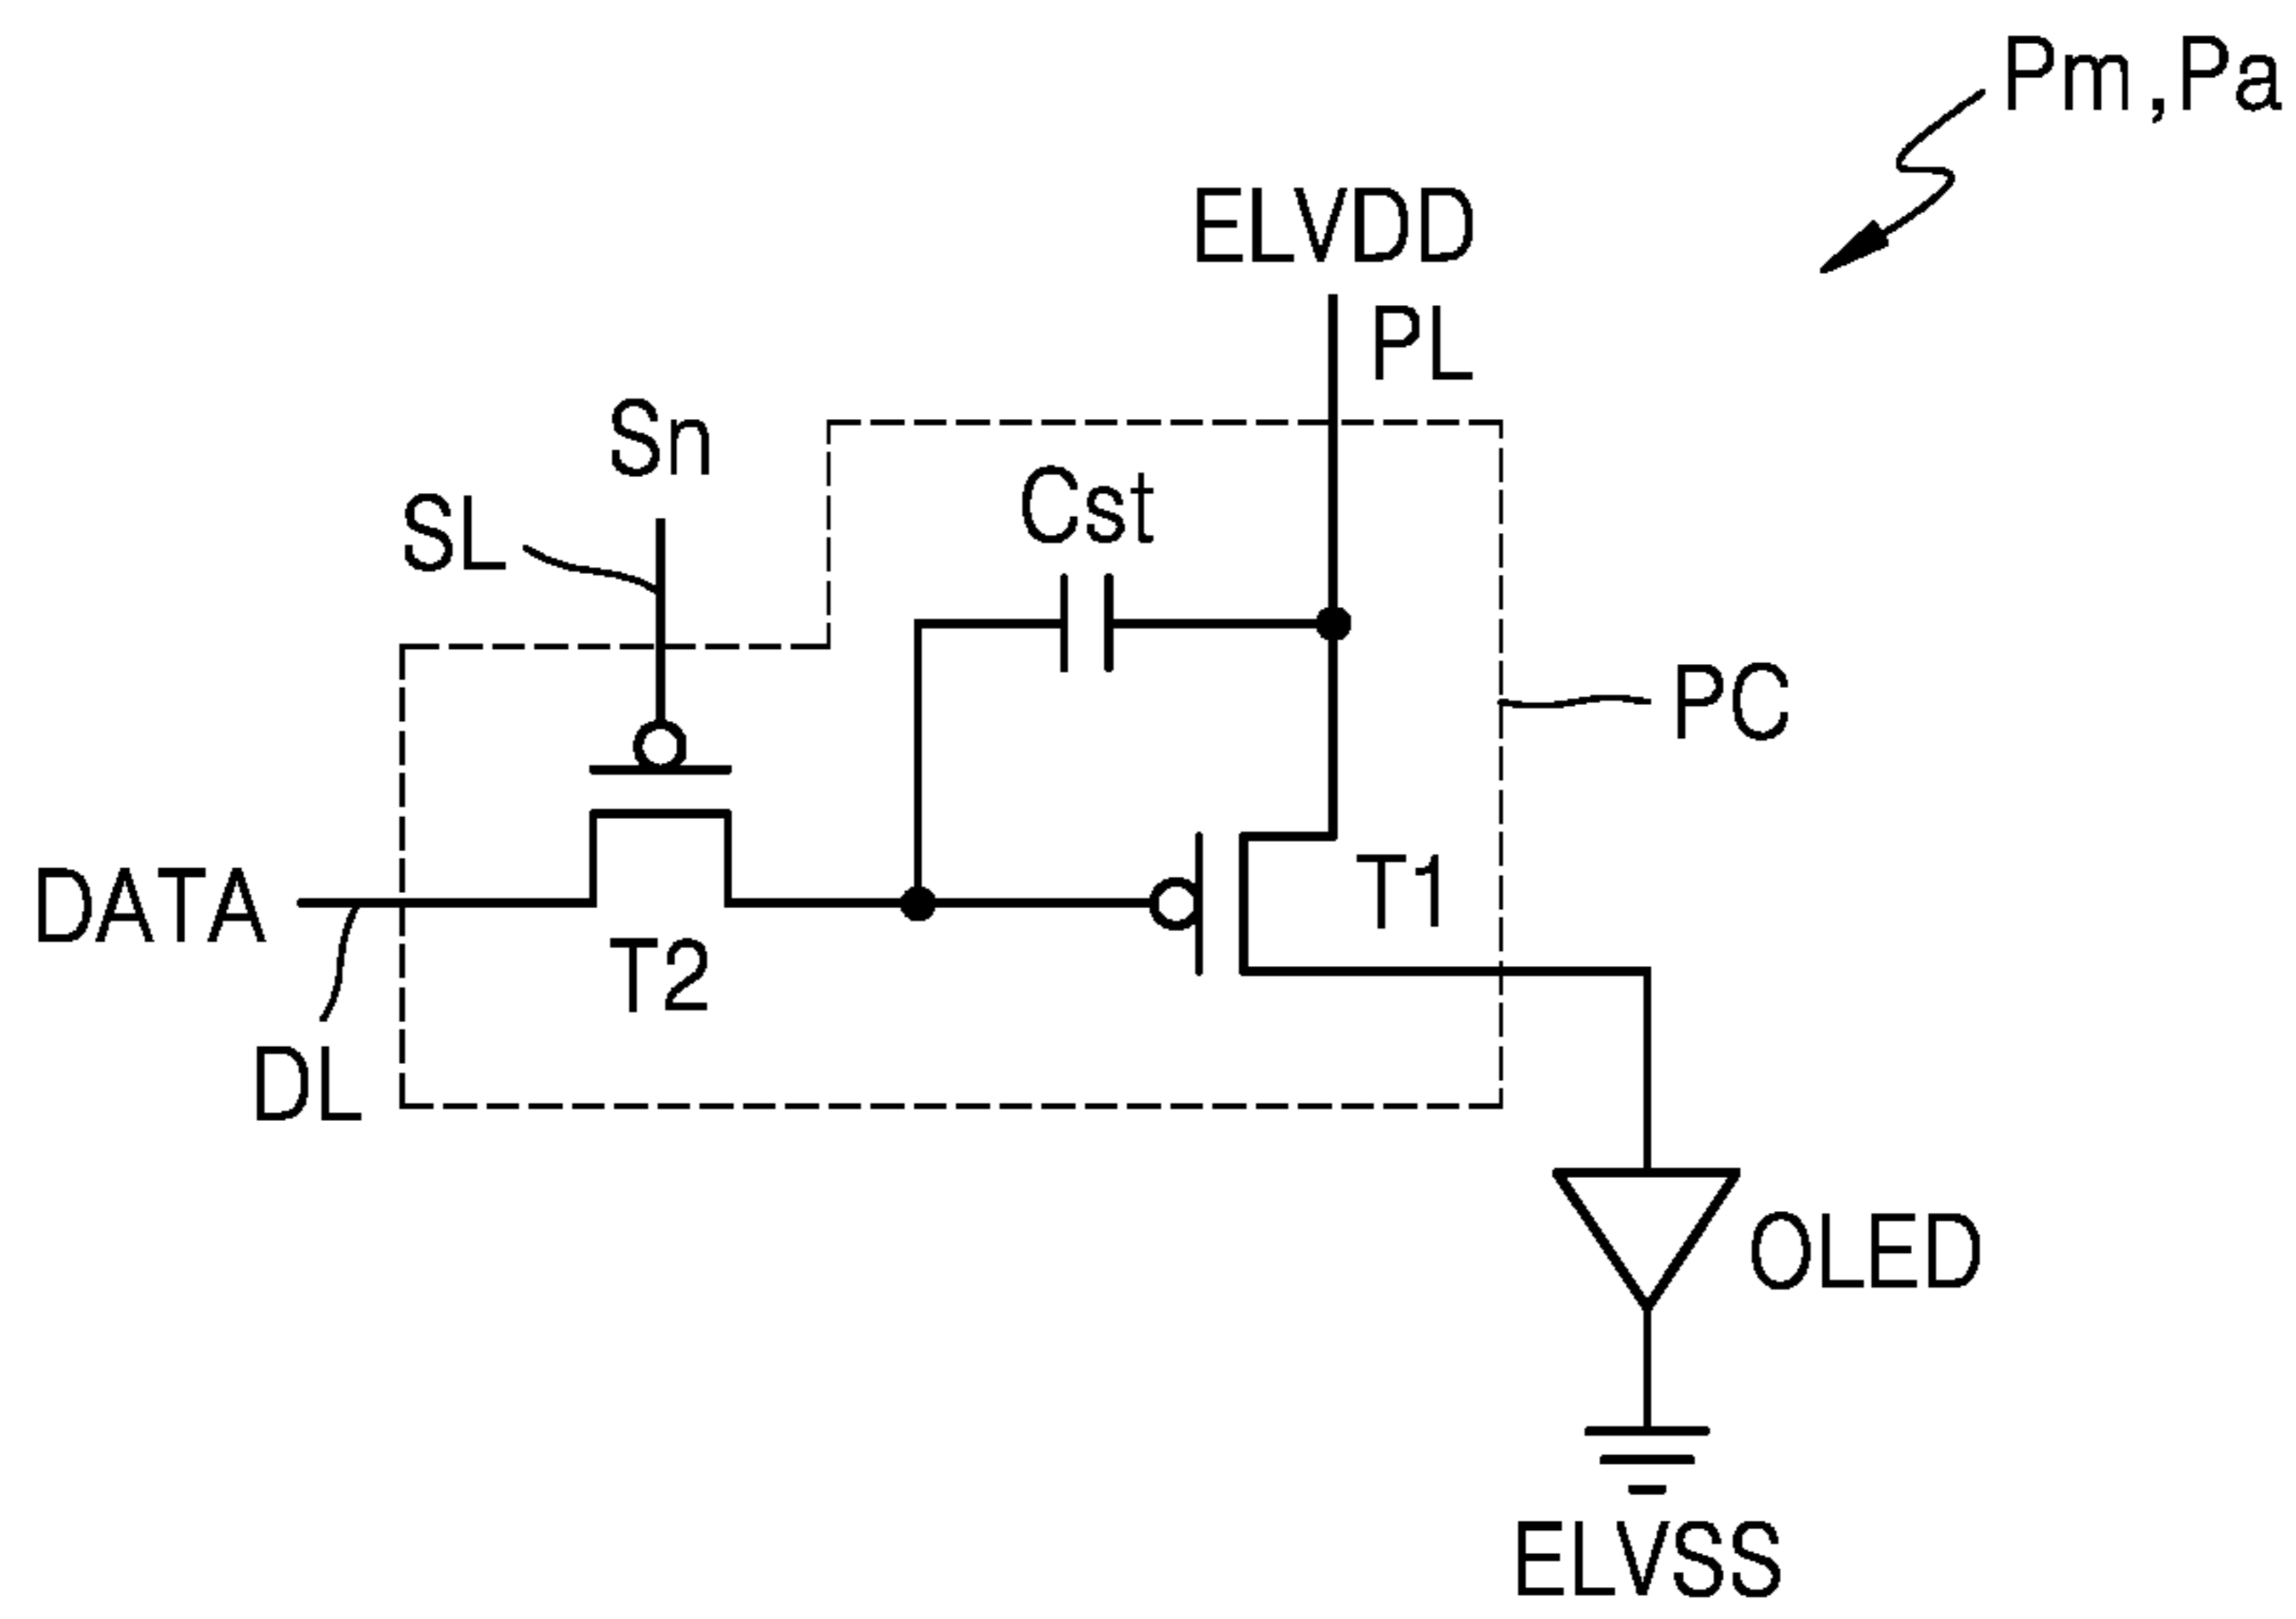 Pm,Pa
ELVDD
PL
Sn
SL
Cst
PC
DATA
T1
T2
DL
OLED
ELVSS